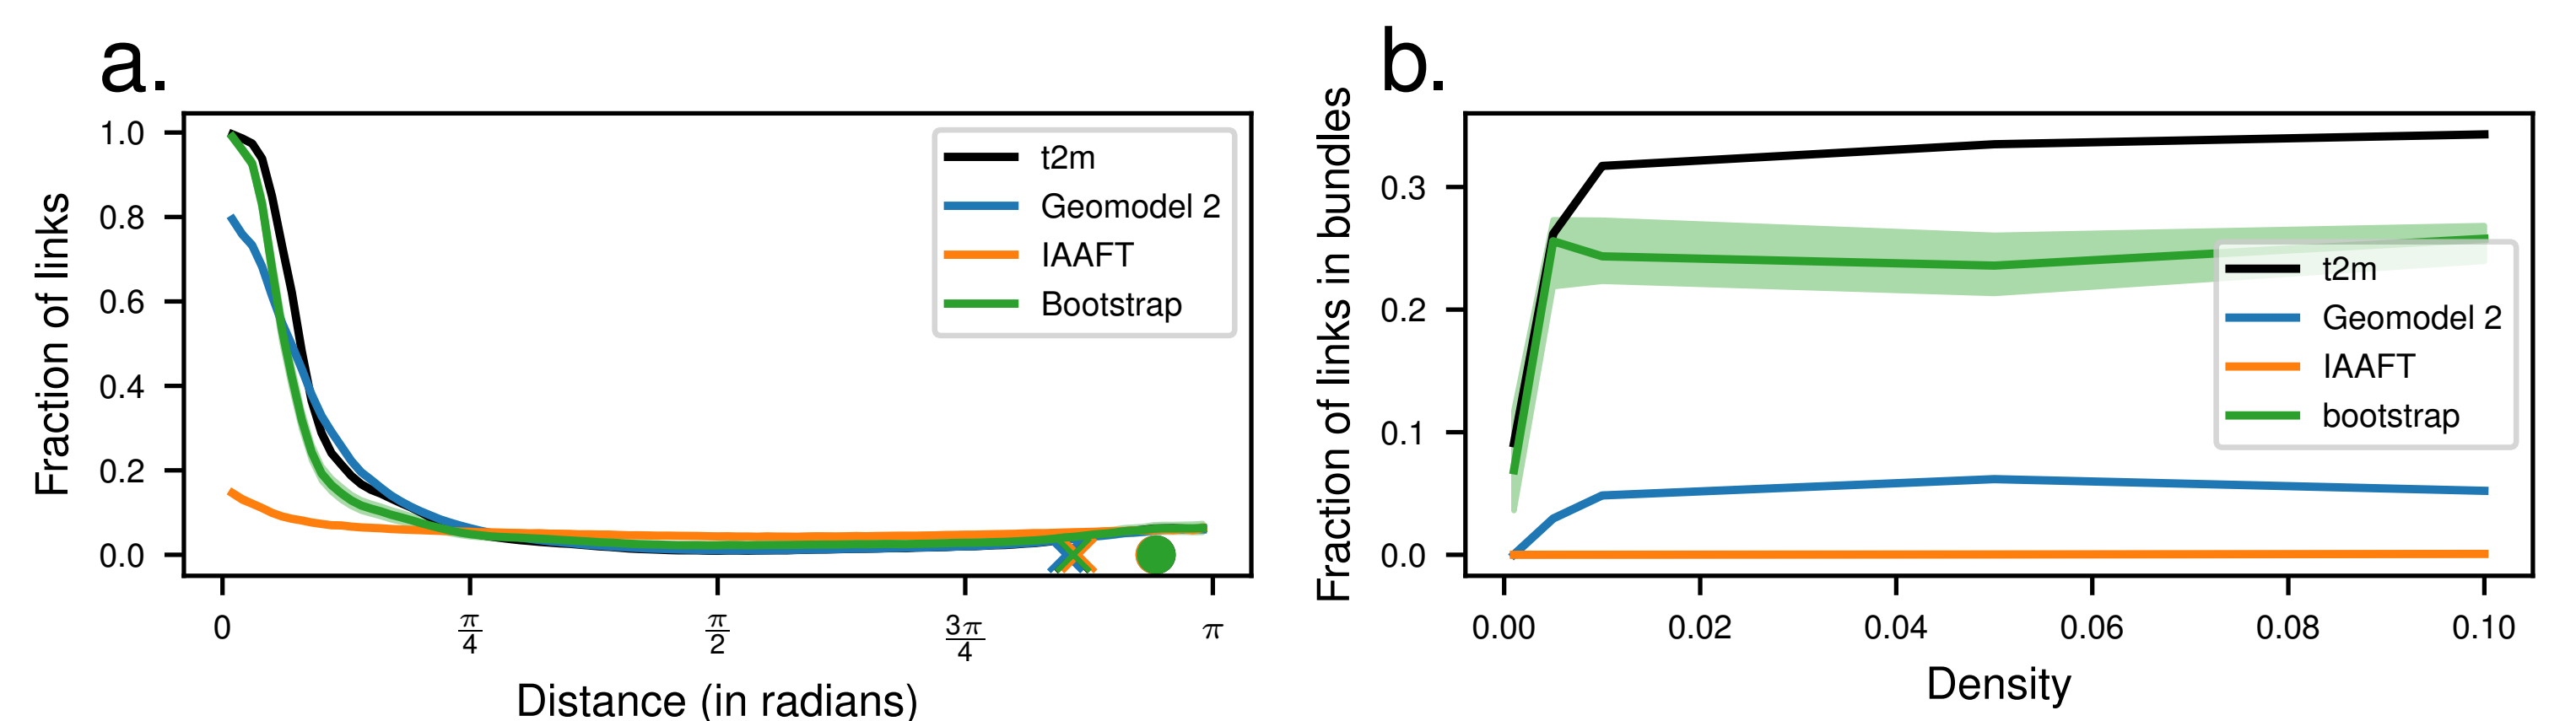 a.
Fraction of links
1.0
0.8
0.6
0.4
0.2
0.0
t2m
Geomodel 2
IAAFT
Bootstrap
0
π/4
π/2
3π/4
π
Distance (in radians)
b.
Fraction of links in bundles
0.3
0.2
0.1
0.0
t2m
Geomodel 2
IAAFT
bootstrap
0.00
0.02
0.04
0.06
0.08
0.10
Density